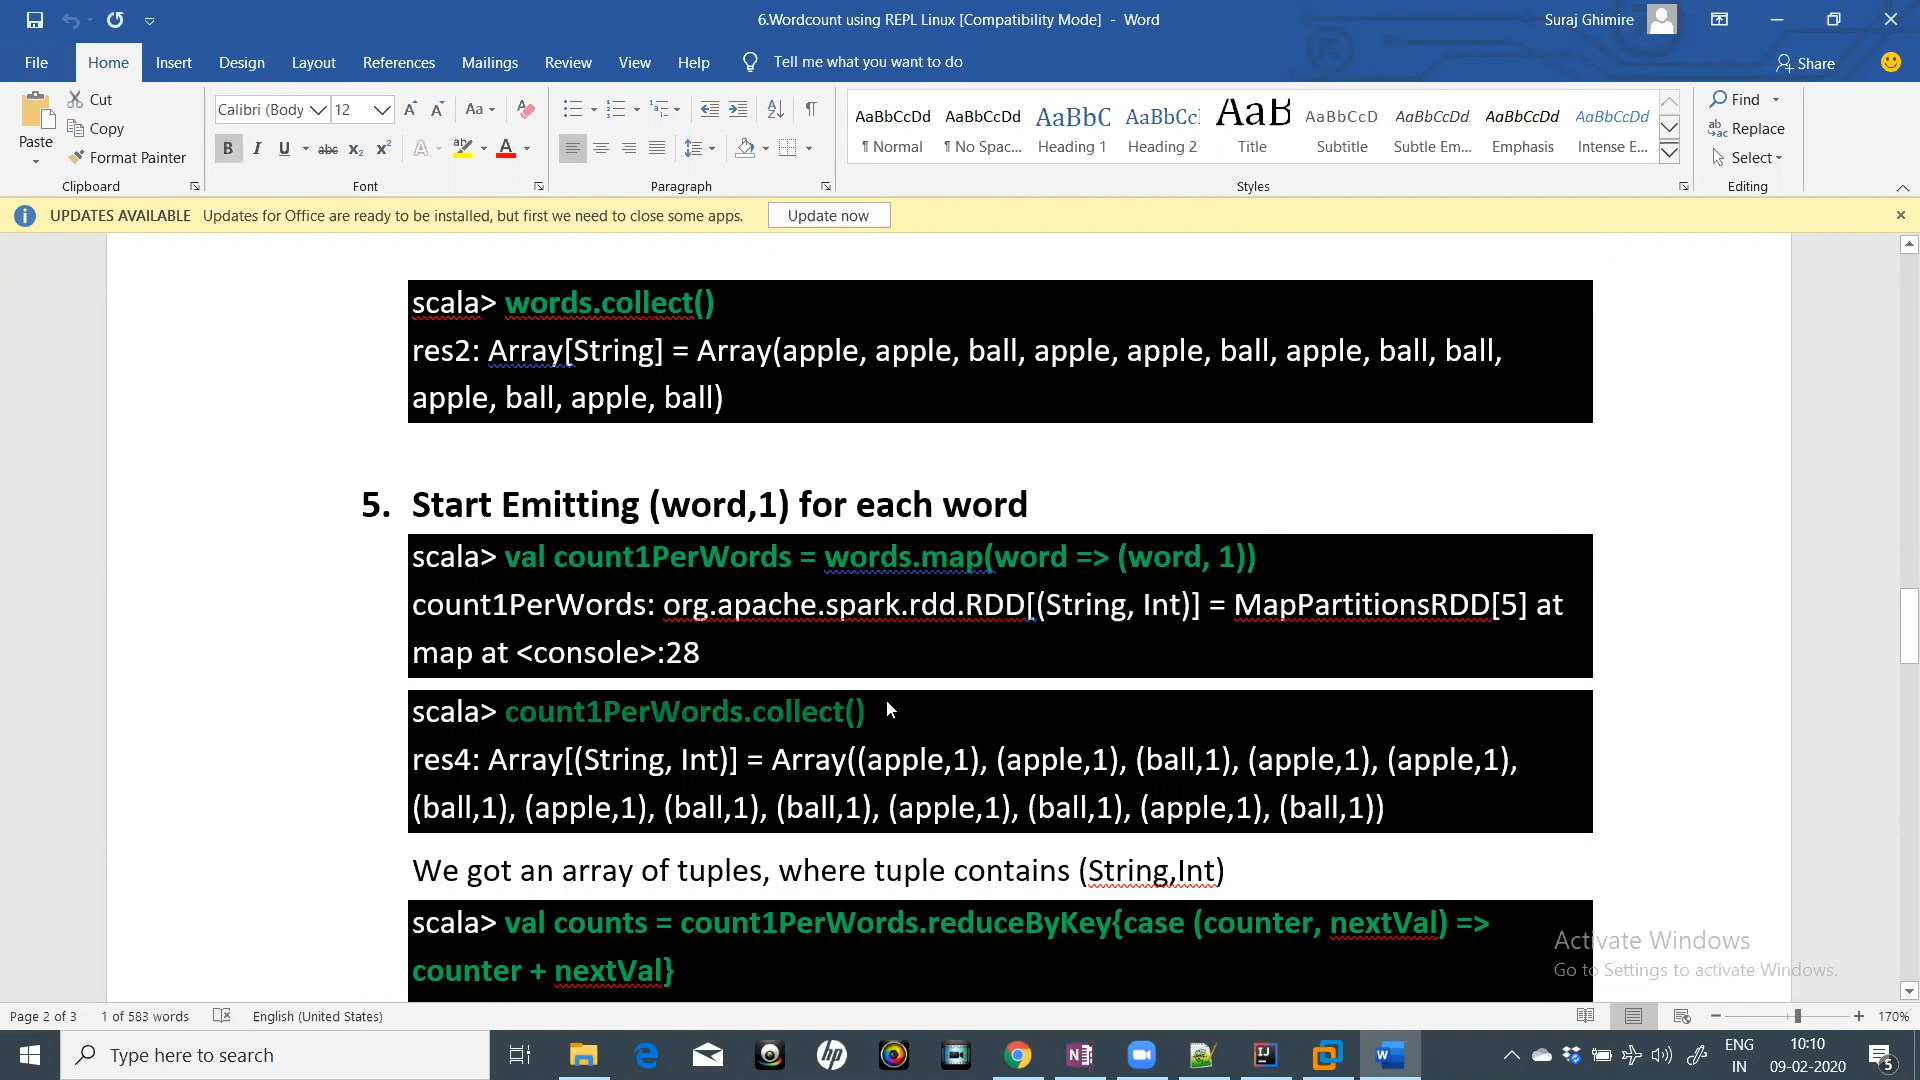 6.Wordcount using REPL Linux [Compatibility Mode] - Word
Suraj Ghimire
File Home Insert Design Layout References Mailings Review View Help Tell me what you want to do
Share
Paste
Cut
Copy
Format Painter
Clipboard
Calibri (Body 12
Font
Paragraph
AaBbCcDd AaBbCcDd AaBbC AaBbCc AaB AaBbCcD AaBbCcDd AaBbCcDd AaBbCcDd
¶ Normal ¶ No Spac... Heading 1 Heading 2 Title Subtitle Subtle Em... Emphasis Intense E...
Styles
Find
Replace
Select
Editing
UPDATES AVAILABLE Updates for Office are ready to be installed, but first we need to close some apps. Update now
scala> words.collect()
res2: Array[String] = Array(apple, apple, ball, apple, apple, ball, apple, ball, ball,
apple, ball, apple, ball)
5. Start Emitting (word,1) for each word
scala> val count1PerWords = words.map(word => (word, 1))
count1PerWords: org.apache.spark.rdd.RDD[(String, Int)] = MapPartitionsRDD[5] at
map at <console>:28
scala> count1PerWords.collect()
res4: Array[(String, Int)] = Array((apple,1), (apple,1), (ball,1), (apple,1), (apple,1),
(ball,1), (apple,1), (ball,1), (ball,1), (apple,1), (ball,1), (apple,1), (ball,1))
We got an array of tuples, where tuple contains (String,Int)
scala> val counts = count1PerWords.reduceByKey{case (counter, nextVal) =>
counter + nextVal}
Activate Windows
Go to Settings to activate Windows.
Page 2 of 3 1 of 583 words English (United States) 170%
Type here to search
ENG
IN
10:10
09-02-2020
5